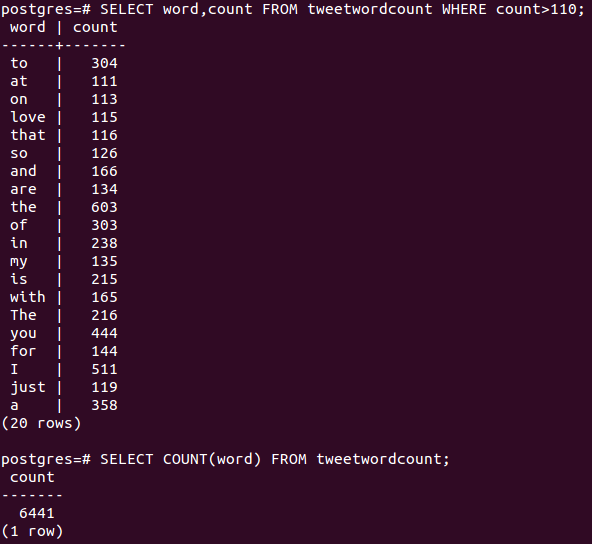 postgres=# SELECT word,count FROM tweetwordcount WHERE count>110;
 word | count
------+-------
 to   |   304
 at   |   111
 on   |   113
 love |   115
 that |   116
 so   |   126
 and  |   166
 are  |   134
 the  |   603
 of   |   303
 in   |   238
 my   |   135
 is   |   215
 with |   165
 The  |   216
 you  |   444
 for  |   144
 I    |   511
 just |   119
 a    |   358
(20 rows)

postgres=# SELECT COUNT(word) FROM tweetwordcount;
 count
-------
  6441
(1 row)